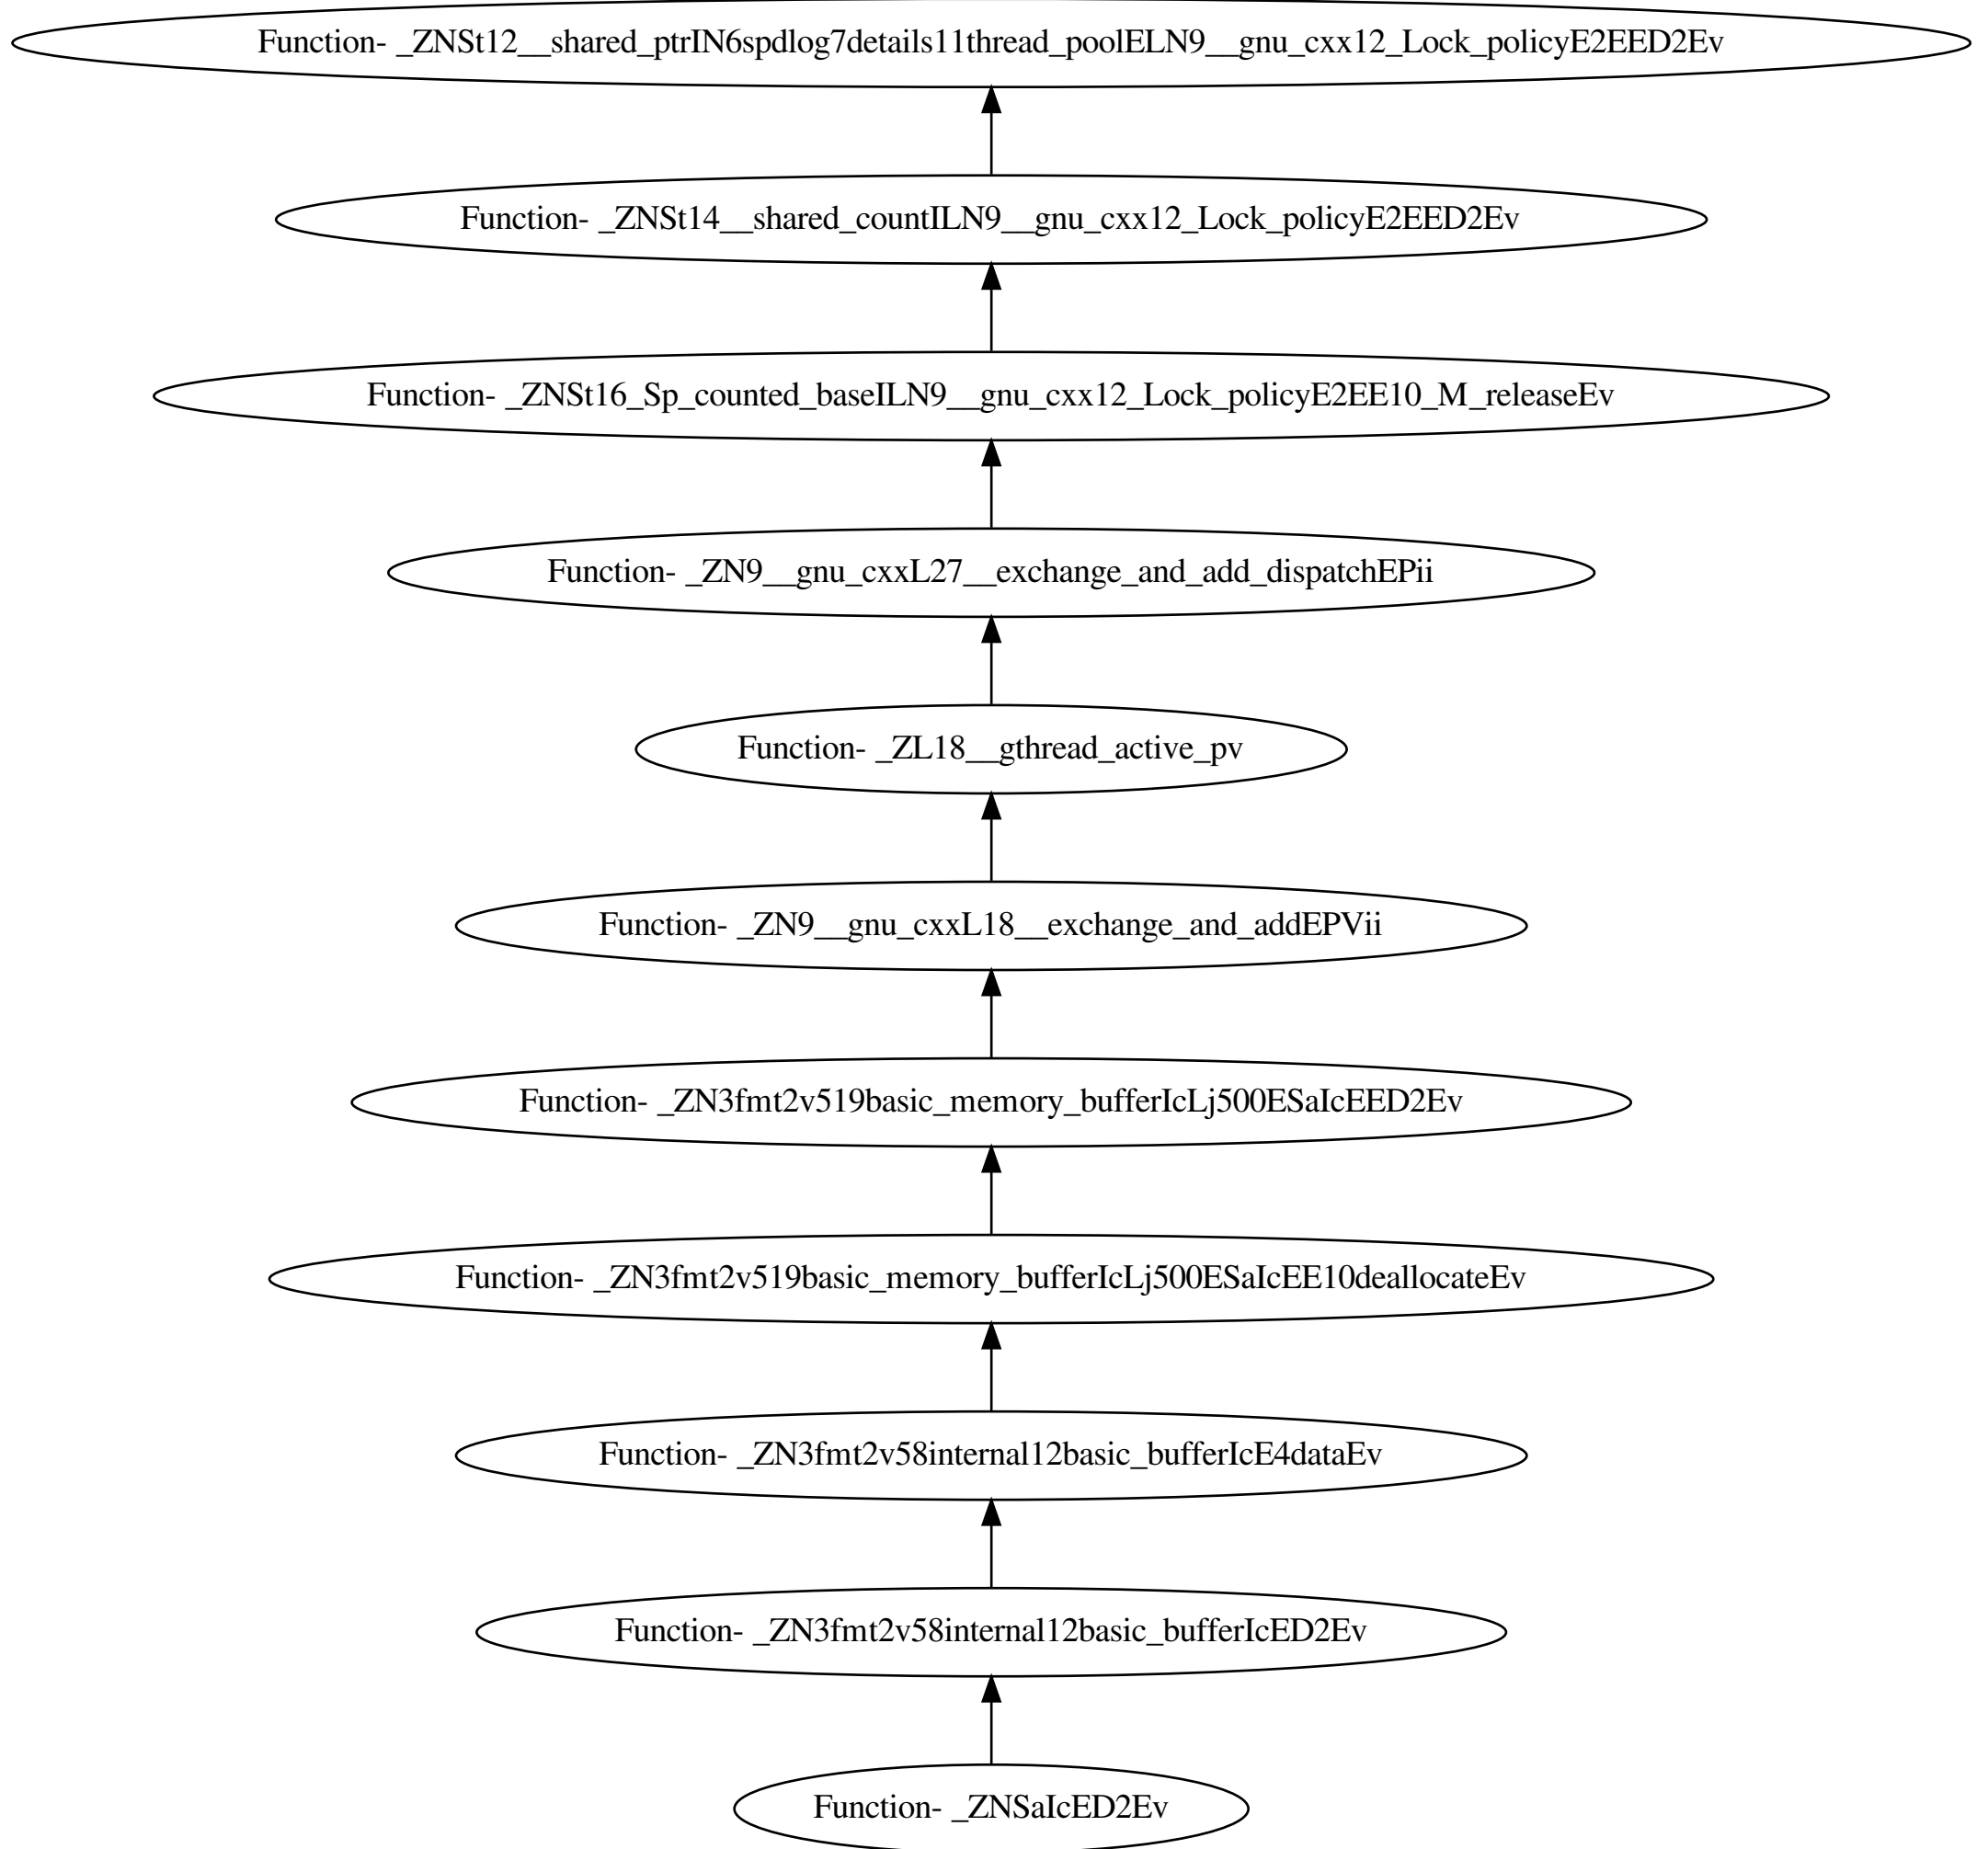 Function- _ZNSt12__shared_ptrIN6spdlog7details11thread_poolELN9__gnu_cxx12_Lock_policyE2EED2Ev
Function- _ZNSt14__shared_countILN9__gnu_cxx12_Lock_policyE2EED2Ev
Function- _ZNSt16_Sp_counted_baseILN9__gnu_cxx12_Lock_policyE2EE10_M_releaseEv
Function- _ZN9__gnu_cxxL27__exchange_and_add_dispatchEPii
Function- _ZL18__gthread_active_pv
Function- _ZN9__gnu_cxxL18__exchange_and_addEPVii
Function- _ZN3fmt2v519basic_memory_bufferIcLj500ESaIcEED2Ev
Function- _ZN3fmt2v519basic_memory_bufferIcLj500ESaIcEE10deallocateEv
Function- _ZN3fmt2v58internal12basic_bufferIcE4dataEv
Function- _ZN3fmt2v58internal12basic_bufferIcED2Ev
Function- _ZNSaIcED2Ev